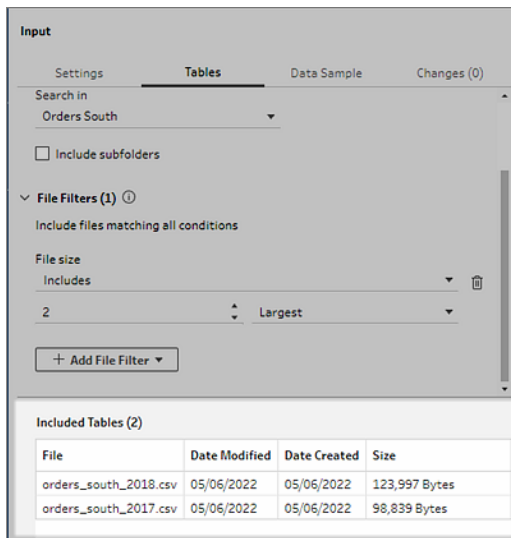 Input
Settings Tables Data Sample Changes (0)
Search in
Orders South
Include subfolders
File Filters (1)
Include files matching all conditions
File size
Includes
2 Largest
+ Add File Filter
Included Tables (2)
File Date Modified Date Created Size
orders_south_2018.csv 05/06/2022 05/06/2022 123,997 Bytes
orders_south_2017.csv 05/06/2022 05/06/2022 98,839 Bytes